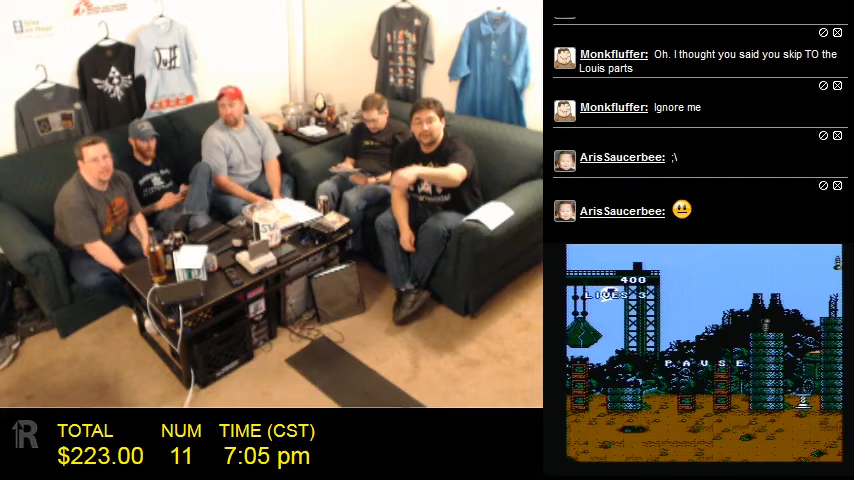 Monkfluffer: Oh. I thought you said you skip TO the
Louis parts
Monkfluffer: Ignore me
ArisSaucerbee: ;\
ArisSaucerbee:
400
LIVES 3
PAUSE
Duff
TOTAL NUM TIME (CST)
$223.00 11 7:05 pm